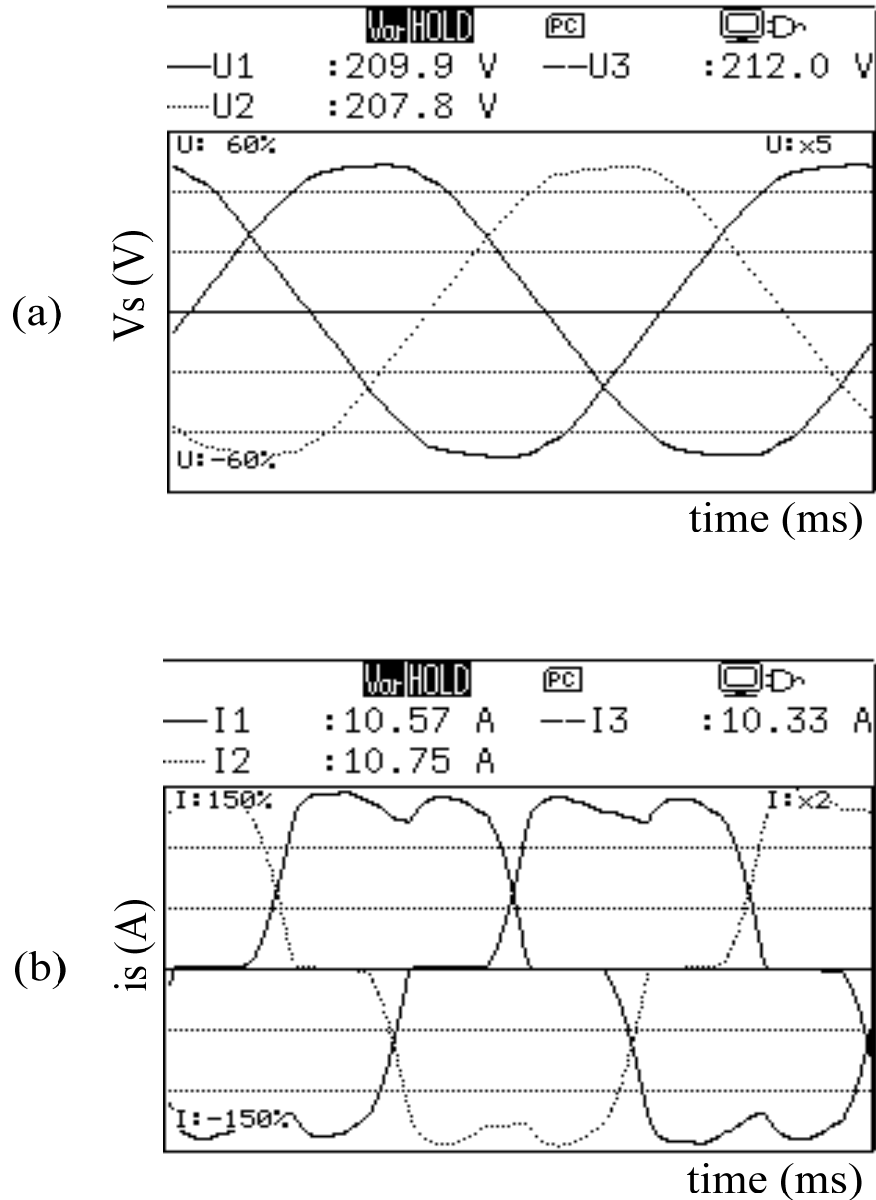 Var HOLD PC
U1 :209.9 V --U3 :212.0 V
U2 :207.8 V
U: 60% U:x5
Vs (V)
(a)
U:-60%
time (ms)
Var HOLD PC
I1 :10.57 A --I3 :10.33 A
I2 :10.75 A
I:150% I:x2
is (A)
(b)
I:-150%
time (ms)